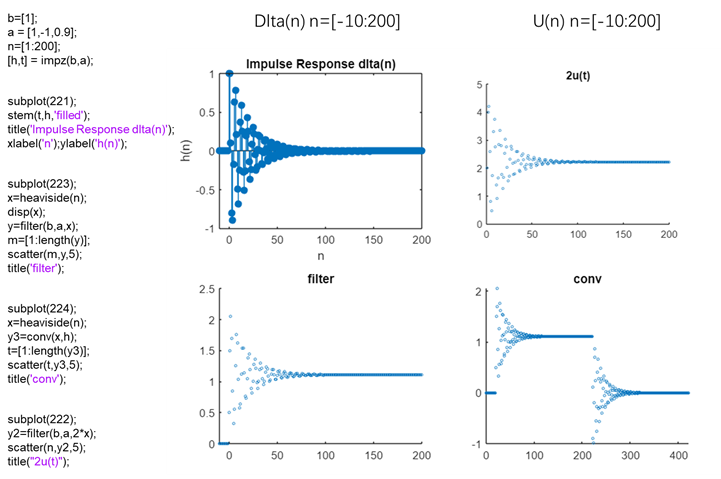 b=[1];
a = [1,-1,0.9];
n=[1:200];
[h,t] = impz(b,a);
subplot(221);
stem(t,h,'filled');
title('Impulse Response dlta(n)');
xlabel('n');ylabel('h(n)');
subplot(223);
x=heaviside(n);
disp(x);
y=filter(b,a,x);
m=[1:length(y)];
scatter(m,y,5);
title('filter');
subplot(224);
x=heaviside(n);
y3=conv(x,h);
t=[1:length(y3)];
scatter(t,y3,5);
title('conv');
subplot(222);
y2=filter(b,a,2*x);
scatter(n,y2,5);
title("2u(t)");
Dlta(n) n=[-10:200]
U(n) n=[-10:200]
Impulse Response dlta(n)
1
0.5
0
-0.5
-1
h(n)
0 50 100 150 200
n
2u(t)
5
4
3
2
1
0
0 50 100 150 200
filter
2.5
2
1.5
1
0.5
0
0 50 100 150 200
conv
2
1
0
-1
0 100 200 300 400